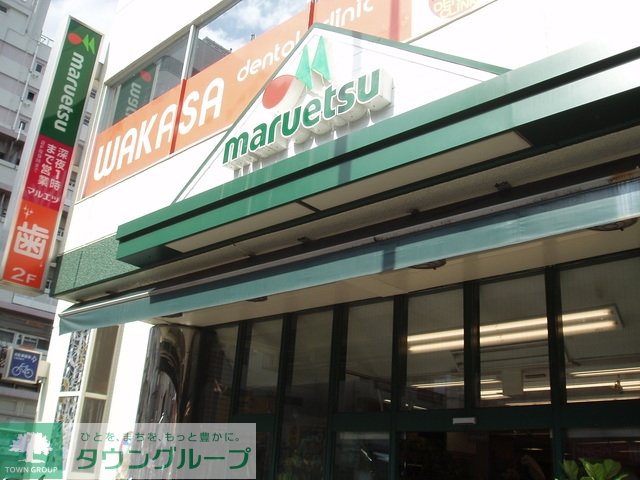 maruetsu
深夜1時
まで営業
マルエツ
歯
2F
WAKASA dental clinic
maruetsu
TOWN GROUP
ひとを、まちを、もっと豊かに。
タウングループ